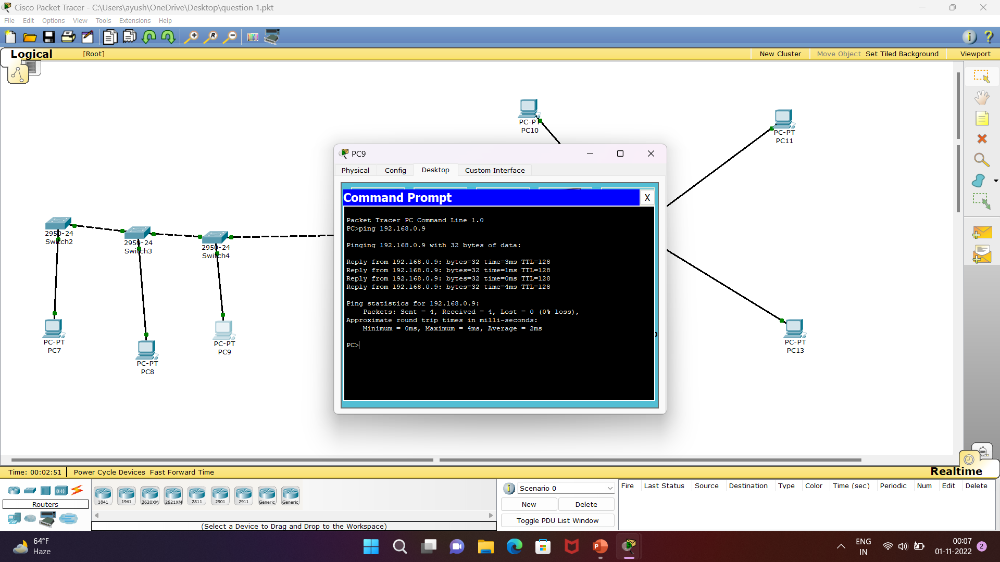 Cisco Packet Tracer - C:\Users\ayush\OneDrive\Desktop\question 1.pkt
File Edit Options View Tools Extensions Help
Logical [Root] New Cluster Move Object Set Tiled Background Viewport
PC-PT
PC10
PC-PT
PC11
PC9
Physical Config Desktop Custom Interface
Command Prompt X
Packet Tracer PC Command Line 1.0
PC>ping 192.168.0.9
Pinging 192.168.0.9 with 32 bytes of data:
Reply from 192.168.0.9: bytes=32 time=3ms TTL=128
Reply from 192.168.0.9: bytes=32 time=1ms TTL=128
Reply from 192.168.0.9: bytes=32 time=0ms TTL=128
Reply from 192.168.0.9: bytes=32 time=4ms TTL=128
Ping statistics for 192.168.0.9:
Packets: Sent = 4, Received = 4, Lost = 0 (0% loss),
Approximate round trip times in milli-seconds:
Minimum = 0ms, Maximum = 4ms, Average = 2ms
PC>
2950-24
Switch2
2950-24
Switch3
2950-24
Switch4
PC-PT
PC7
PC-PT
PC8
PC-PT
PC9
PC-PT
PC13
Time: 00:02:51 Power Cycle Devices Fast Forward Time
Realtime
Routers
1841 1941 2620XM 2621XM 2811 2901 2911 Generic Generic
(Select a Device to Drag and Drop to the Workspace)
Scenario 0
New Delete
Toggle PDU List Window
Fire Last Status Source Destination Type Color Time (sec) Periodic Num Edit Delete
64°F
Haze
ENG
IN
00:07
01-11-2022
2